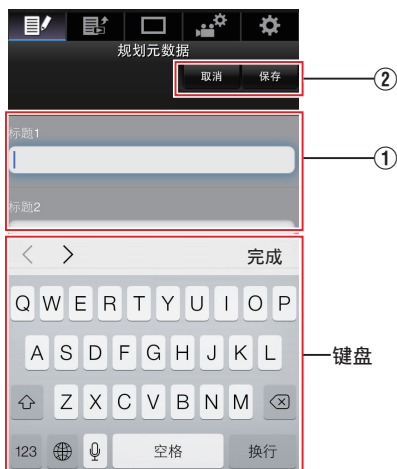 规划元数据
取消 保存
②
标题1
①
标题2
完成
Q W E R T Y U I O P
A S D F G H J K L
键盘
Z X C V B N M
123 空格 换行